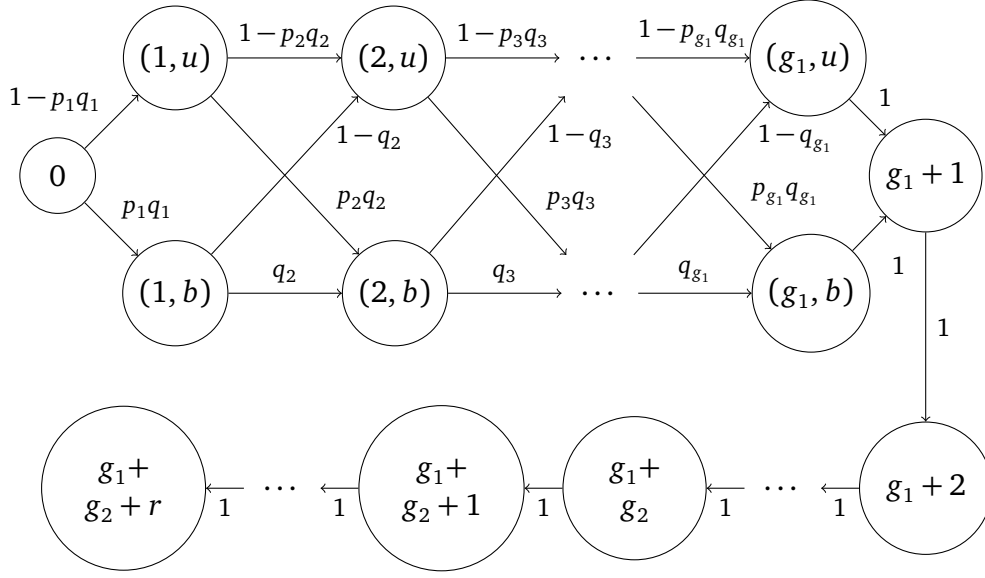 1 − p₁q₁
(1, u)
1 − p₂q₂
(2, u)
1 − p₃q₃
⋯
1 − p_{g₁}q_{g₁}
(g₁, u)
1
0
1 − q₂
1 − q₃
1 − q_{g₁}
g₁ + 1
p₁q₁
p₂q₂
p₃q₃
p_{g₁}q_{g₁}
1
(1, b)
q₂
(2, b)
q₃
⋯
q_{g₁}
(g₁, b)
1
g₁+
g₂ + r
1
⋯
1
g₁+
g₂ + 1
1
g₁+
g₂
1
⋯
1
g₁ + 2